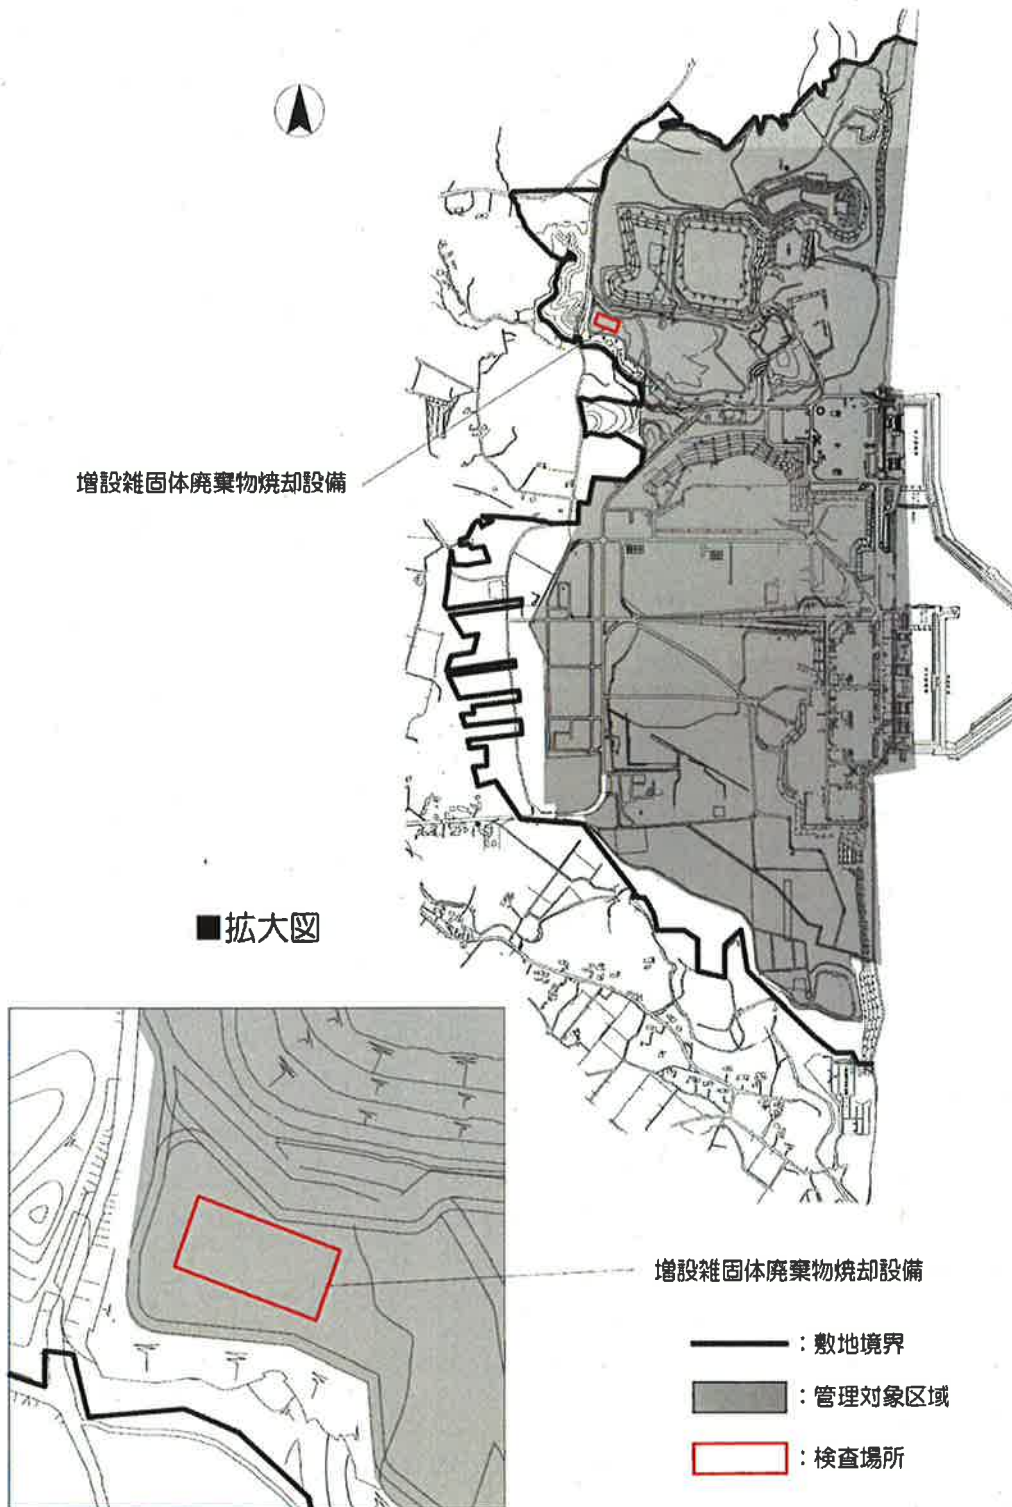 増設雑固体廃棄物焼却設備
■拡大図
増設雑固体廃棄物焼却設備
：敷地境界
：管理対象区域
：検査場所